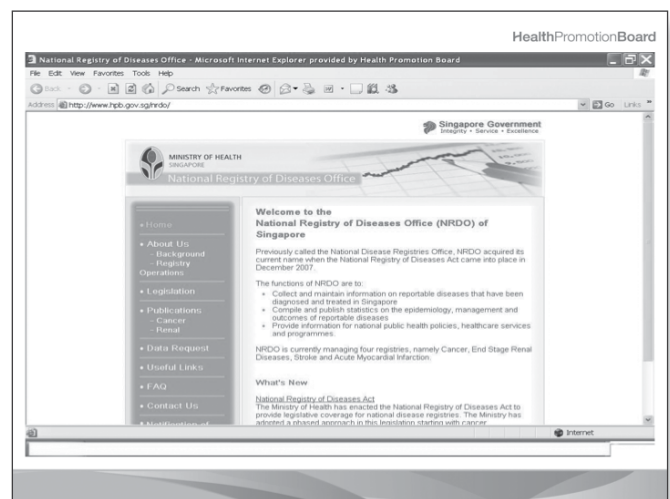 HealthPromotionBoard
National Registry of Diseases Office - Microsoft Internet Explorer provided by Health Promotion Board
File Edit View Favorites Tools Help
Back Search Favorites
Address http://www.hpb.gov.sg/nrdo/ Go Links
Singapore Government
Integrity • Service • Excellence
MINISTRY OF HEALTH
SINGAPORE
National Registry of Diseases Office
• Home
• About Us
- Background
- Registry
Operations
• Legislation
• Publications
- Cancer
- Renal
• Data Request
• Useful Links
• FAQ
• Contact Us
• Notification of
Welcome to the
National Registry of Diseases Office (NRDO) of
Singapore
Previously called the National Disease Registries Office, NRDO acquired its
current name when the National Registry of Diseases Act came into place in
December 2007.
The functions of NRDO are to:
Collect and maintain information on reportable diseases that have been
diagnosed and treated in Singapore
Compile and publish statistics on the epidemiology, management and
outcomes of reportable diseases
Provide information for national public health policies, healthcare services
and programmes.
NRDO is currently managing four registries, namely Cancer, End Stage Renal
Diseases, Stroke and Acute Myocardial Infarction.
What's New
National Registry of Diseases Act
The Ministry of Health has enacted the National Registry of Diseases Act to
provide legislative coverage for national disease registries. The Ministry has
adopted a phased approach in this legislation starting with cancer
Internet